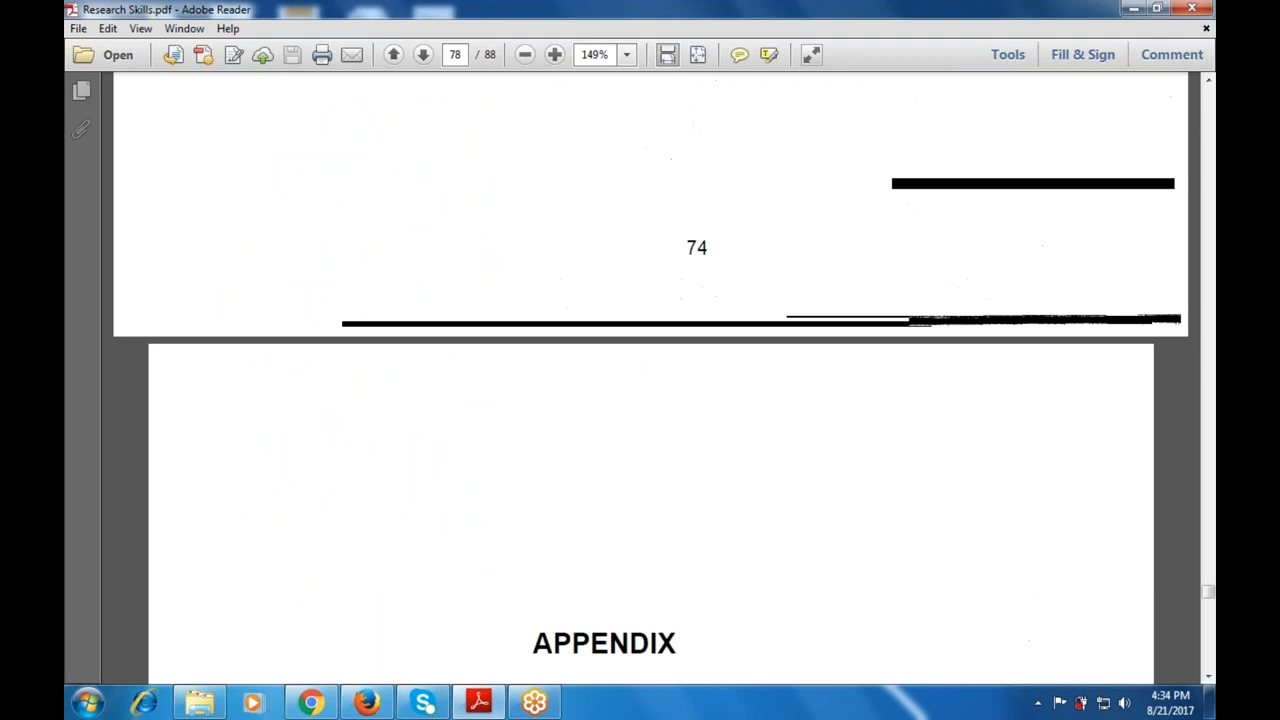 Research Skills.pdf - Adobe Reader
File Edit View Window Help
Open 78 / 88 149% Tools Fill & Sign Comment
74
APPENDIX
4:34 PM
8/21/2017